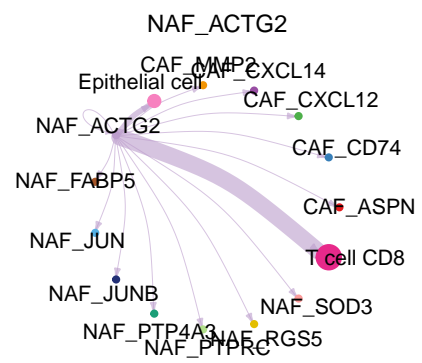 NAF_ACTG2
CAF_MMP2
CAF_CXCL14
Epithelial cell
CAF_CXCL12
NAF_ACTG2
CAF_CD74
NAF_FABP5
CAF_ASPN
NAF_JUN
T cell CD8
NAF_JUNB
NAF_SOD3
NAF_PTP4A3
NAF_RGS5
NAF_PTPRC